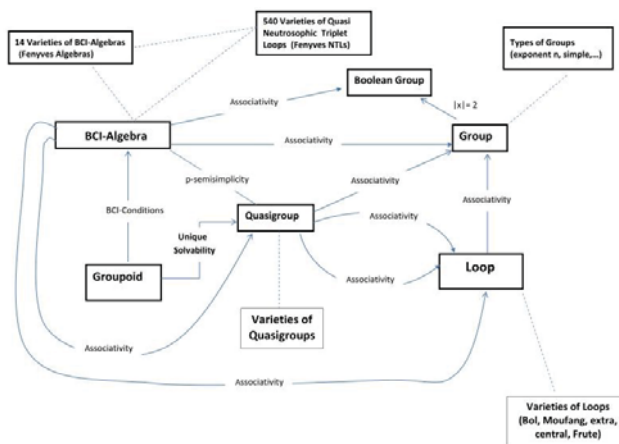 540 Varieties of Quasi
Neutrosophic Triplet
Loops (Fenyves NTLs)
14 Varieties of BCI-Algebras
(Fenyves Algebras)
Types of Groups
(exponent n, simple,...)
Boolean Group
Associativity
|x|= 2
BCI-Algebra
Associativity
Group
p-semisimplicity
Associativity
Associativity
BCI-Conditions
Quasigroup
Associativity
Unique
Solvability
Groupoid
Loop
Associativity
Varieties of
Quasigroups
Associativity
Associativity
Varieties of Loops
(Bol, Moufang, extra,
central, Frute)